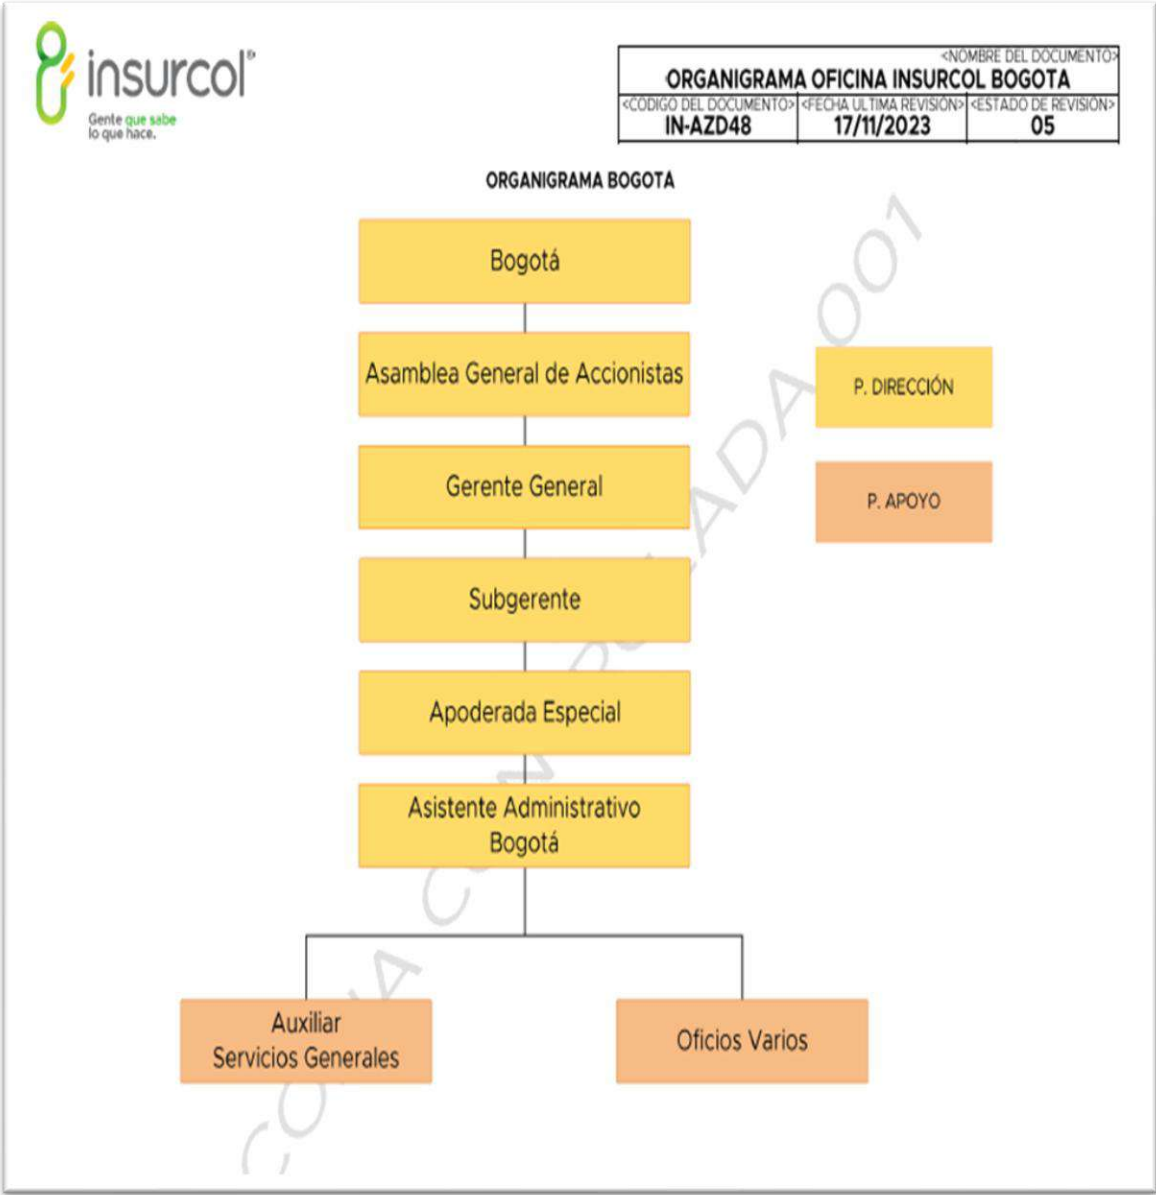 insurcol®
Gente que sabe
lo que hace.
<NOMBRE DEL DOCUMENTO>
ORGANIGRAMA OFICINA INSURCOL BOGOTA
<CÓDIGO DEL DOCUMENTO> <FECHA ULTIMA REVISIÓN> <ESTADO DE REVISIÓN>
IN-AZD48 17/11/2023 05
ORGANIGRAMA BOGOTÁ
Bogotá
Asamblea General de Accionistas
P. DIRECCIÓN
Gerente General
P. APOYO
Subgerente
Apoderada Especial
Asistente Administrativo
Bogotá
Auxiliar
Servicios Generales
Oficios Varios